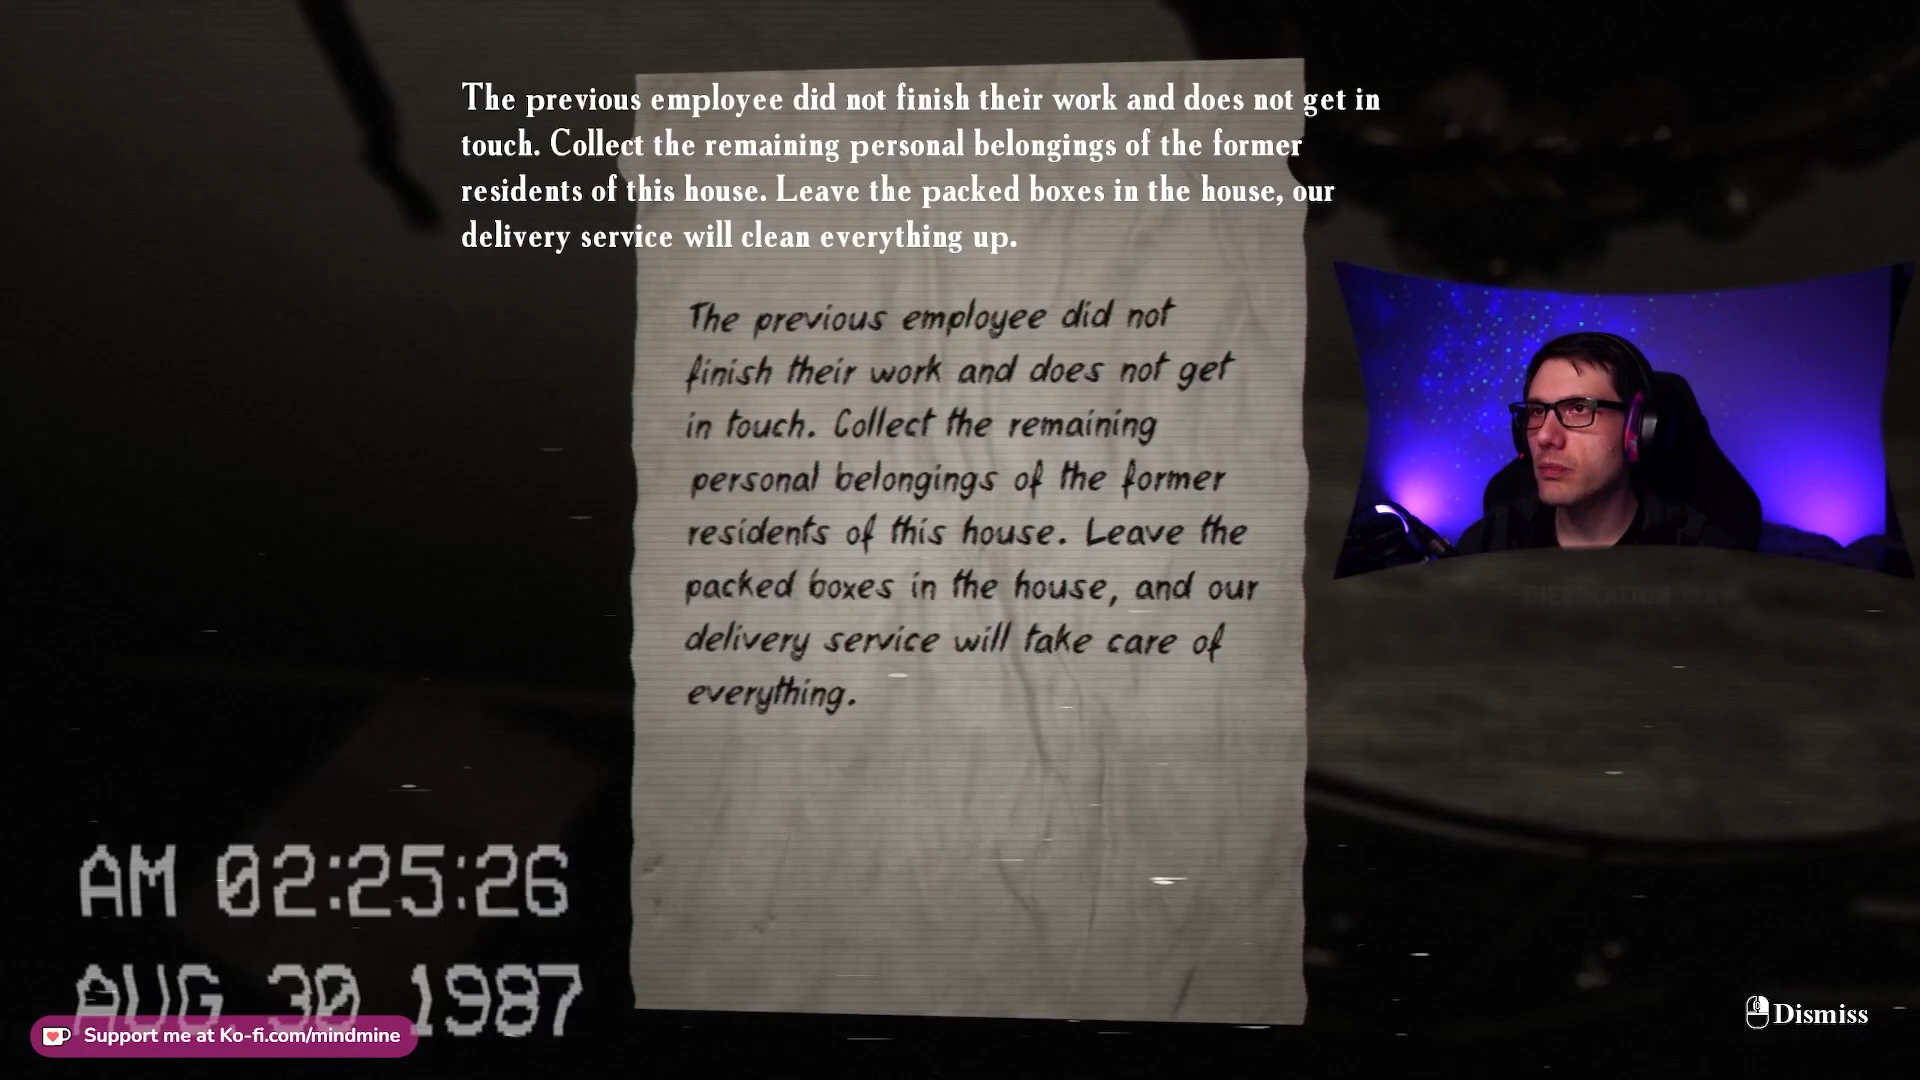 The previous employee did not finish their work and does not get in
touch. Collect the remaining personal belongings of the former
residents of this house. Leave the packed boxes in the house, our
delivery service will clean everything up.
The previous employee did not
finish their work and does not get
in touch. Collect the remaining
personal belongings of the former
residents of this house. Leave the
packed boxes in the house, and our
delivery service will take care of
everything.
AM 02:25:26
AUG 30 1987
Support me at Ko-fi.com/mindmine
Dismiss